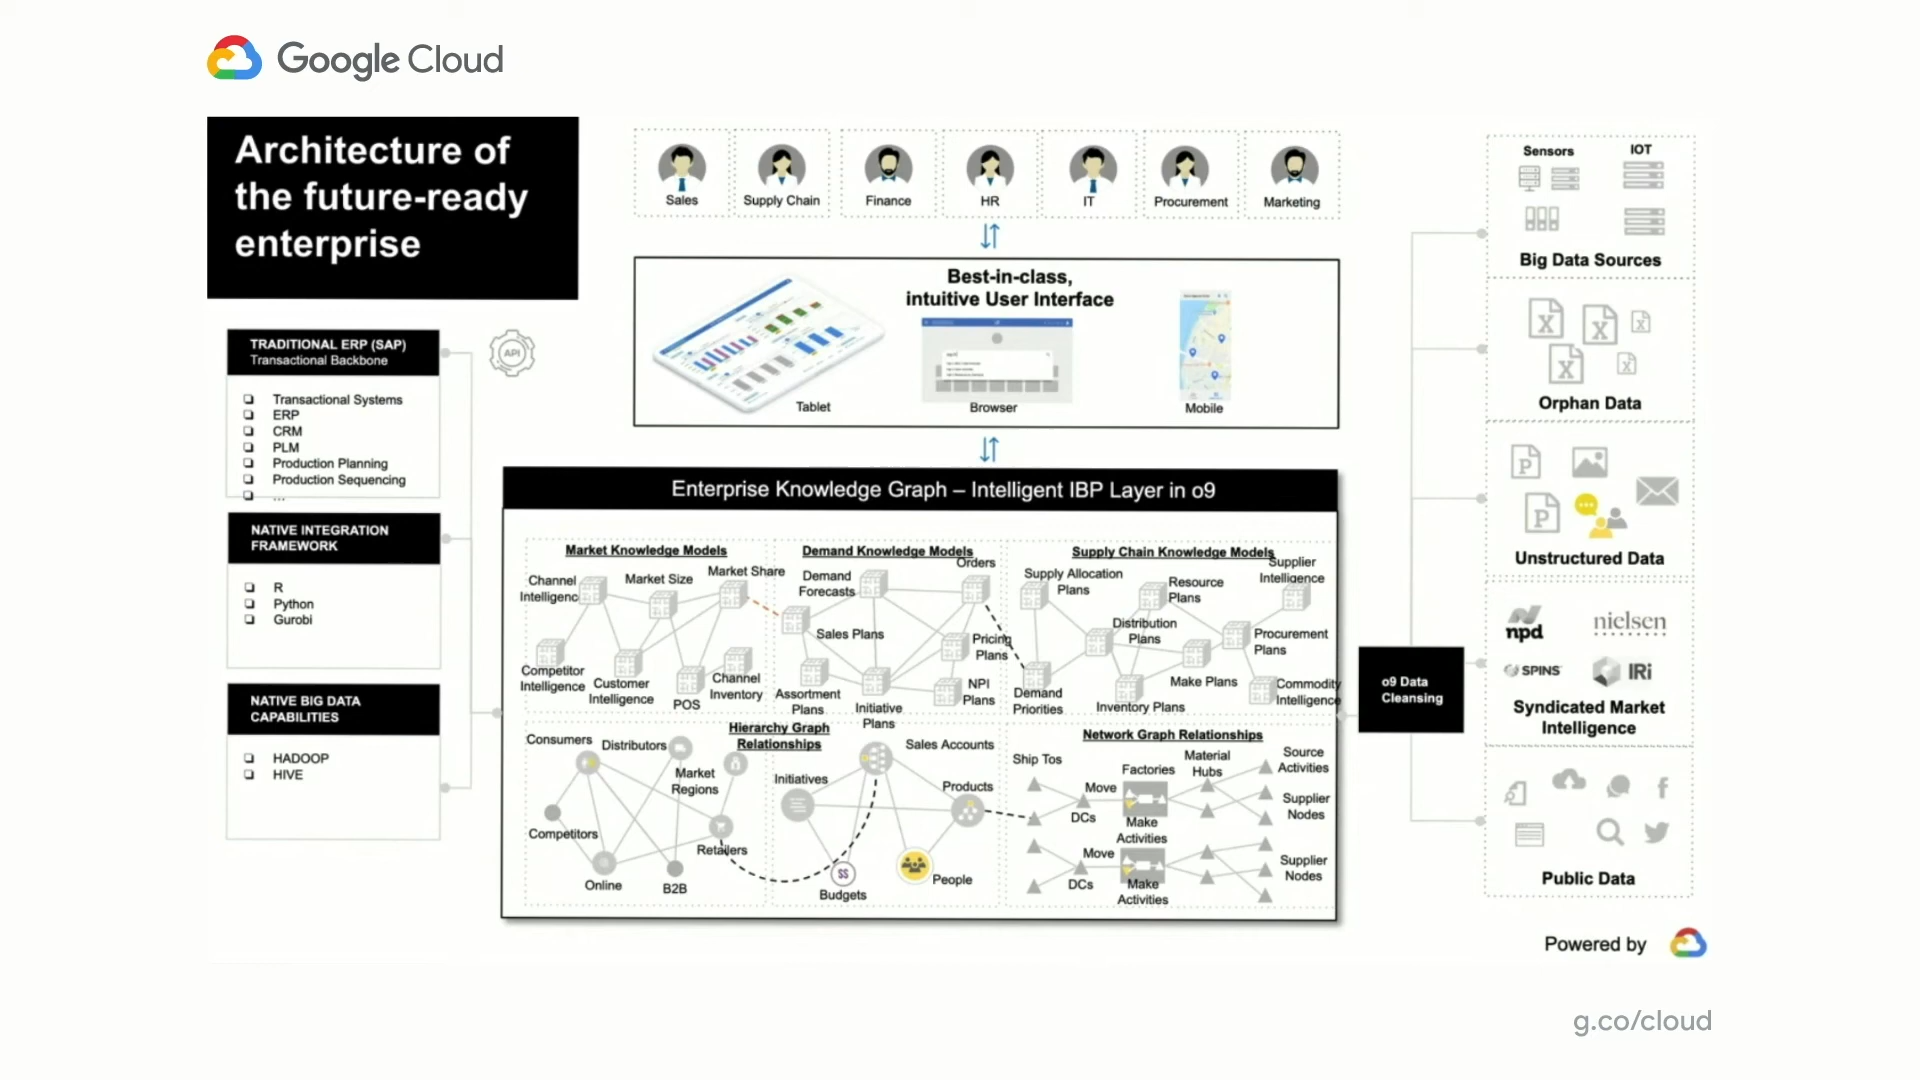 Google Cloud
Architecture of
the future-ready
enterprise
Sales
Supply Chain
Finance
HR
IT
Procurement
Marketing
Best-in-class,
intuitive User Interface
Tablet
Browser
Mobile
TRADITIONAL ERP (SAP)
Transactional Backbone
Transactional Systems
ERP
CRM
PLM
Production Planning
Production Sequencing
...
API
NATIVE INTEGRATION
FRAMEWORK
R
Python
Gurobi
NATIVE BIG DATA
CAPABILITIES
HADOOP
HIVE
Enterprise Knowledge Graph – Intelligent IBP Layer in o9
Market Knowledge Models
Channel
Intelligenc
Market Size
Market Share
Competitor
Intelligence
Customer
Intelligence
POS
Channel
Inventory
Demand Knowledge Models
Demand
Forecasts
Orders
Sales Plans
Pricing
Plans
Assortment
Plans
Initiative
Plans
NPI
Plans
Supply Chain Knowledge Models
Supply Allocation
Plans
Resource
Plans
Supplier
Intelligence
Distribution
Plans
Procurement
Plans
Demand
Priorities
Inventory Plans
Make Plans
Commodity
Intelligence
Hierarchy Graph
Relationships
Consumers
Distributors
Market
Regions
Competitors
Retailers
Online
B2B
Initiatives
Sales Accounts
Products
$$
Budgets
People
Network Graph Relationships
Ship Tos
Move
DCs
Factories
Make
Activities
Material
Hubs
Source
Activities
Supplier
Nodes
Move
DCs
Make
Activities
Supplier
Nodes
o9 Data
Cleansing
Sensors
IOT
Big Data Sources
X
X
X
X
X
Orphan Data
P
P
Unstructured Data
npd
nielsen
SPINS
IRi
Syndicated Market
Intelligence
f
Public Data
Powered by
g.co/cloud